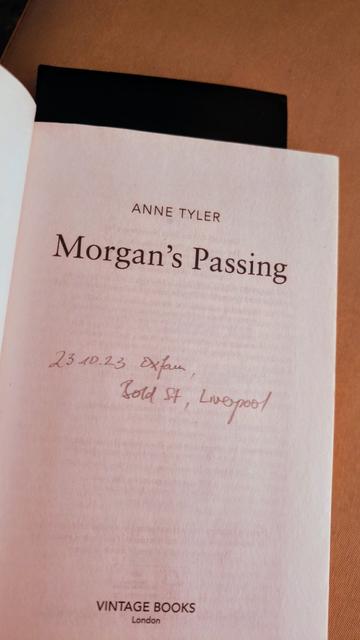 ANNE TYLER
Morgan's Passing
23.10.23 Oxfam,
Bold St, Liverpool
VINTAGE BOOKS
London